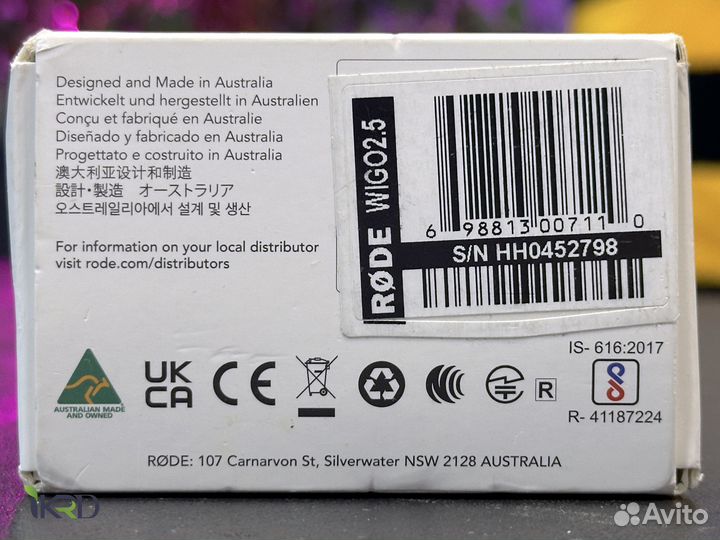 Designed and Made in Australia
Entwickelt und hergestellt in Australien
Conçu et fabriqué en Australie
Diseñado y fabricado en Australia
Progettato e costruito in Australia
澳大利亚设计和制造
設計・製造 オーストラリア
오스트레일리아에서 설계 및 생산
For information on your local distributor
visit rode.com/distributors
RØDE WIGO2.5
6 98813 00711 0
S/N HH0452798
AUSTRALIAN MADE
AND OWNED
UK
CA
CE
R
IS- 616:2017
R- 41187224
RØDE: 107 Carnarvon St, Silverwater NSW 2128 AUSTRALIA
iKRD
Avito